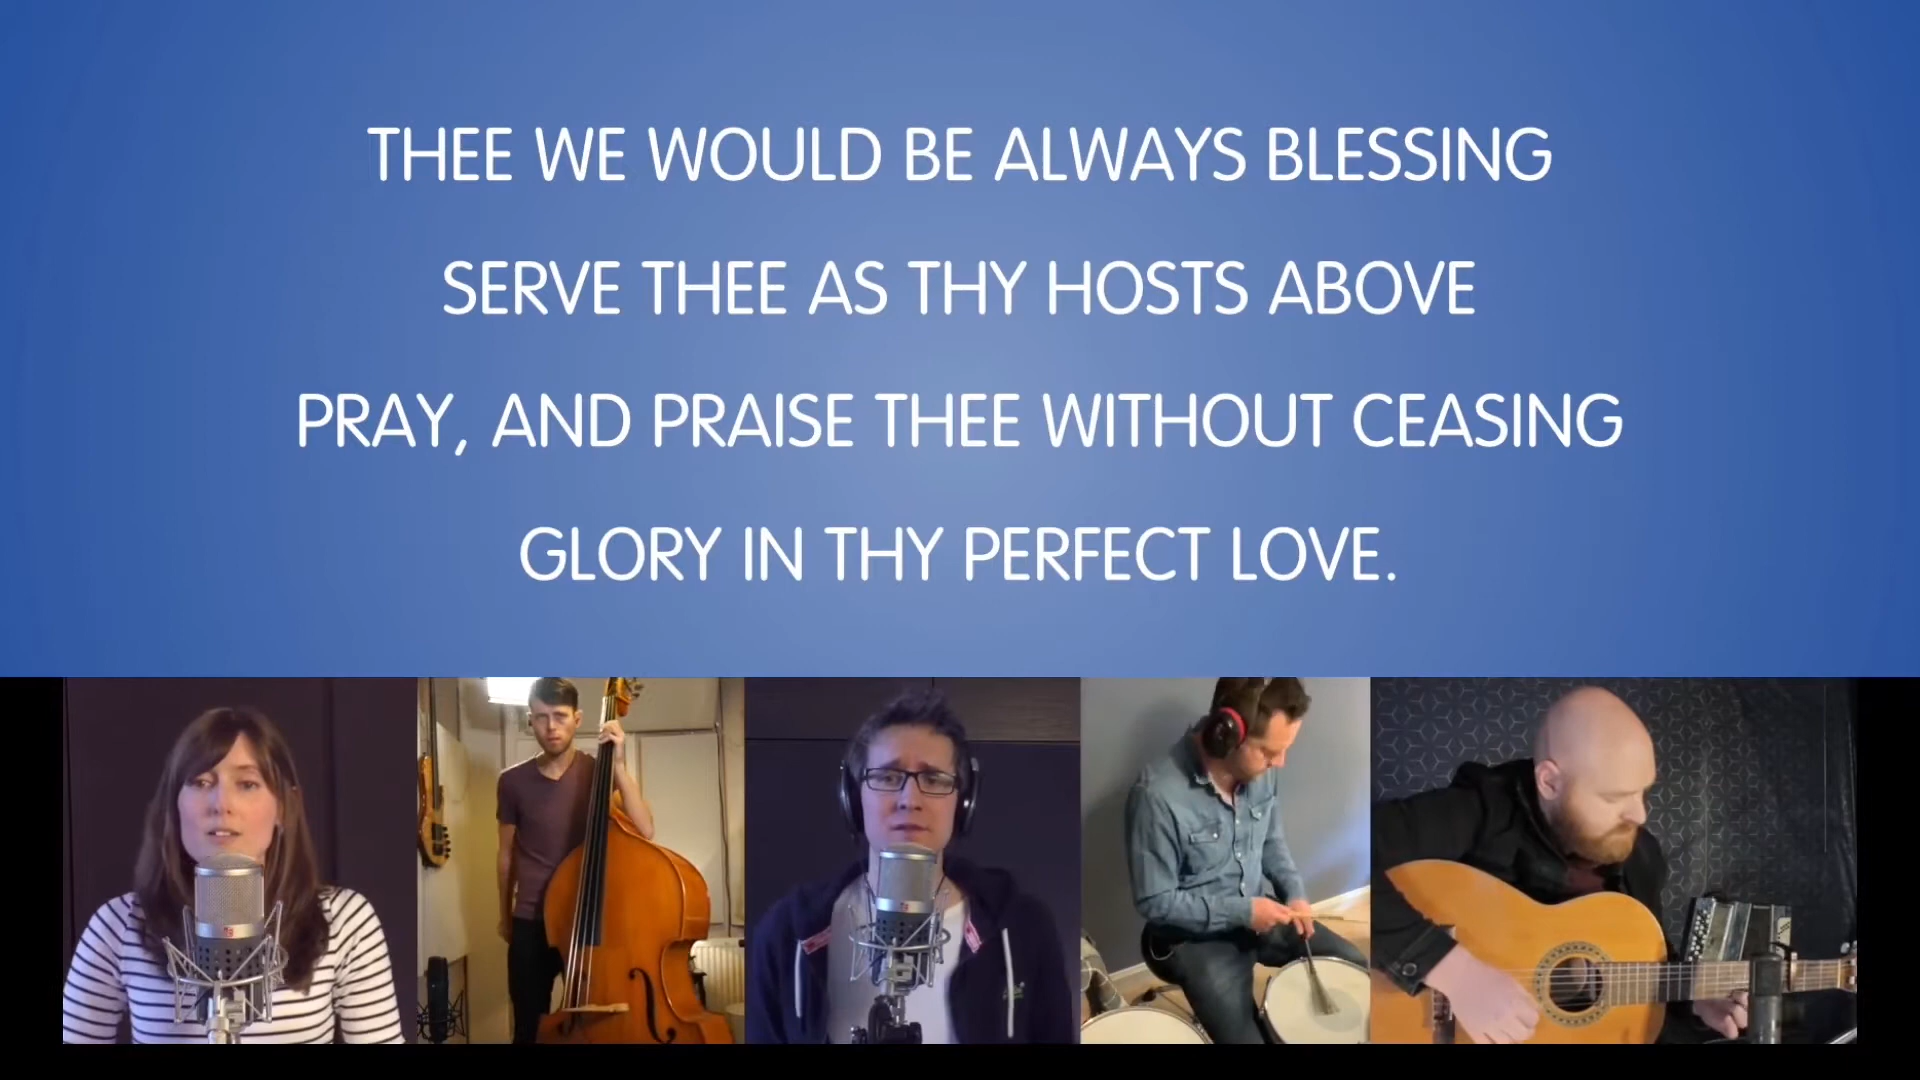 THEE WE WOULD BE ALWAYS BLESSING
SERVE THEE AS THY HOSTS ABOVE
PRAY, AND PRAISE THEE WITHOUT CEASING
GLORY IN THY PERFECT LOVE.